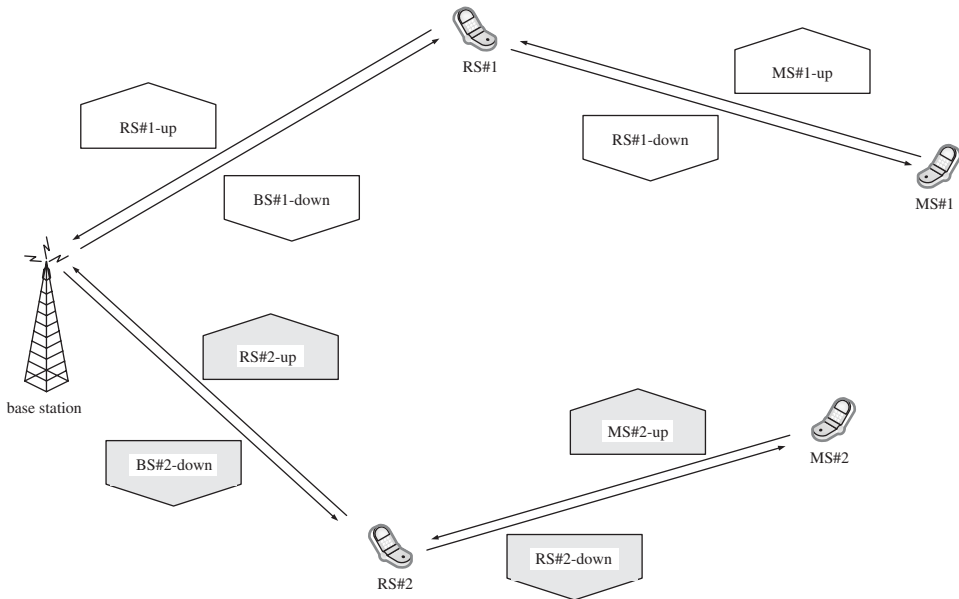 RS#1
MS#1-up
RS#1-up
RS#1-down
BS#1-down
MS#1
RS#2-up
base station
MS#2-up
BS#2-down
MS#2
RS#2-down
RS#2